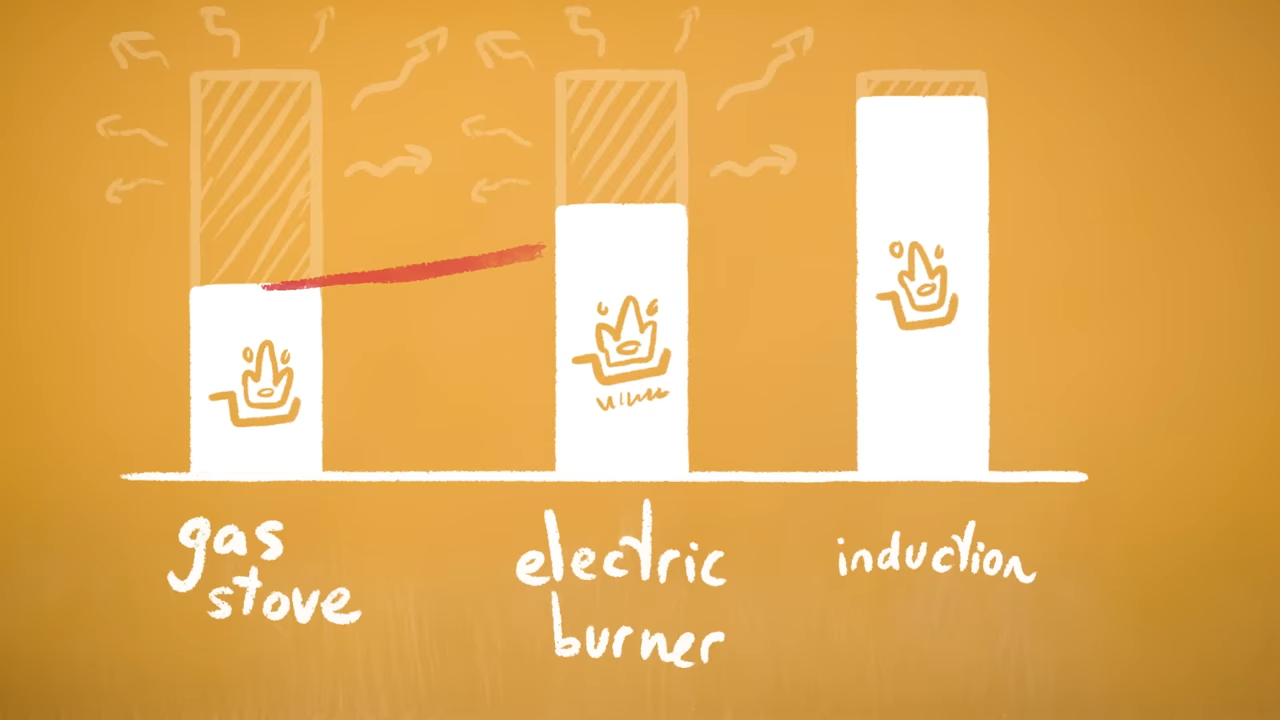 gas
stove
electric
burner
induction